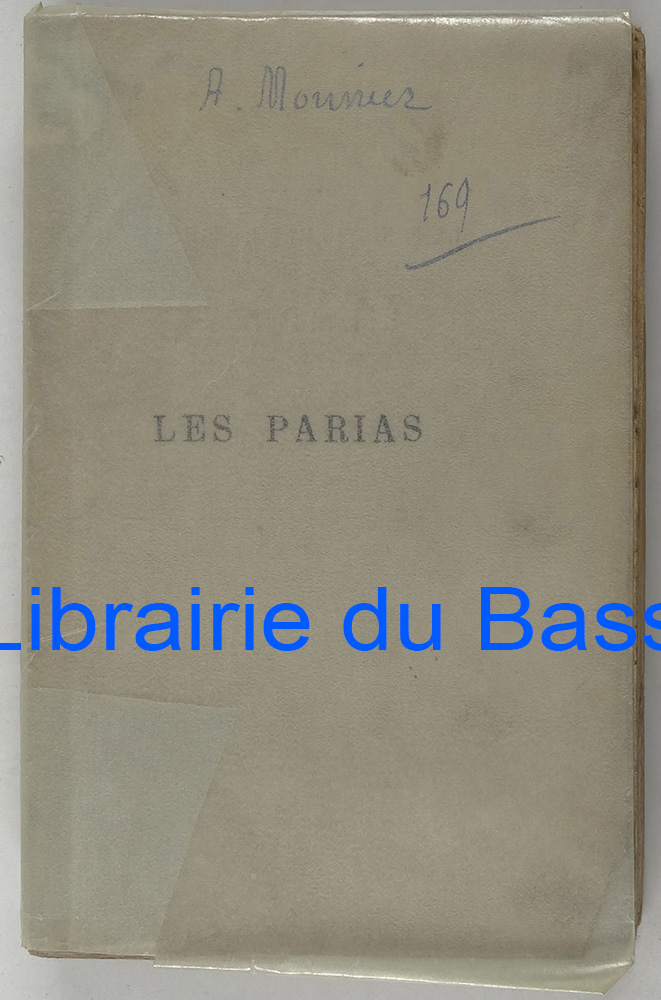 A. Mounier
169
LES PARIAS
Librairie du Bass